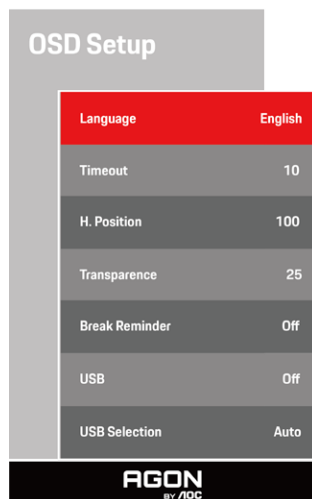 OSD Setup
Language English
Timeout 10
H. Position 100
Transparence 25
Break Reminder Off
USB Off
USB Selection Auto
AGON
BY AOC